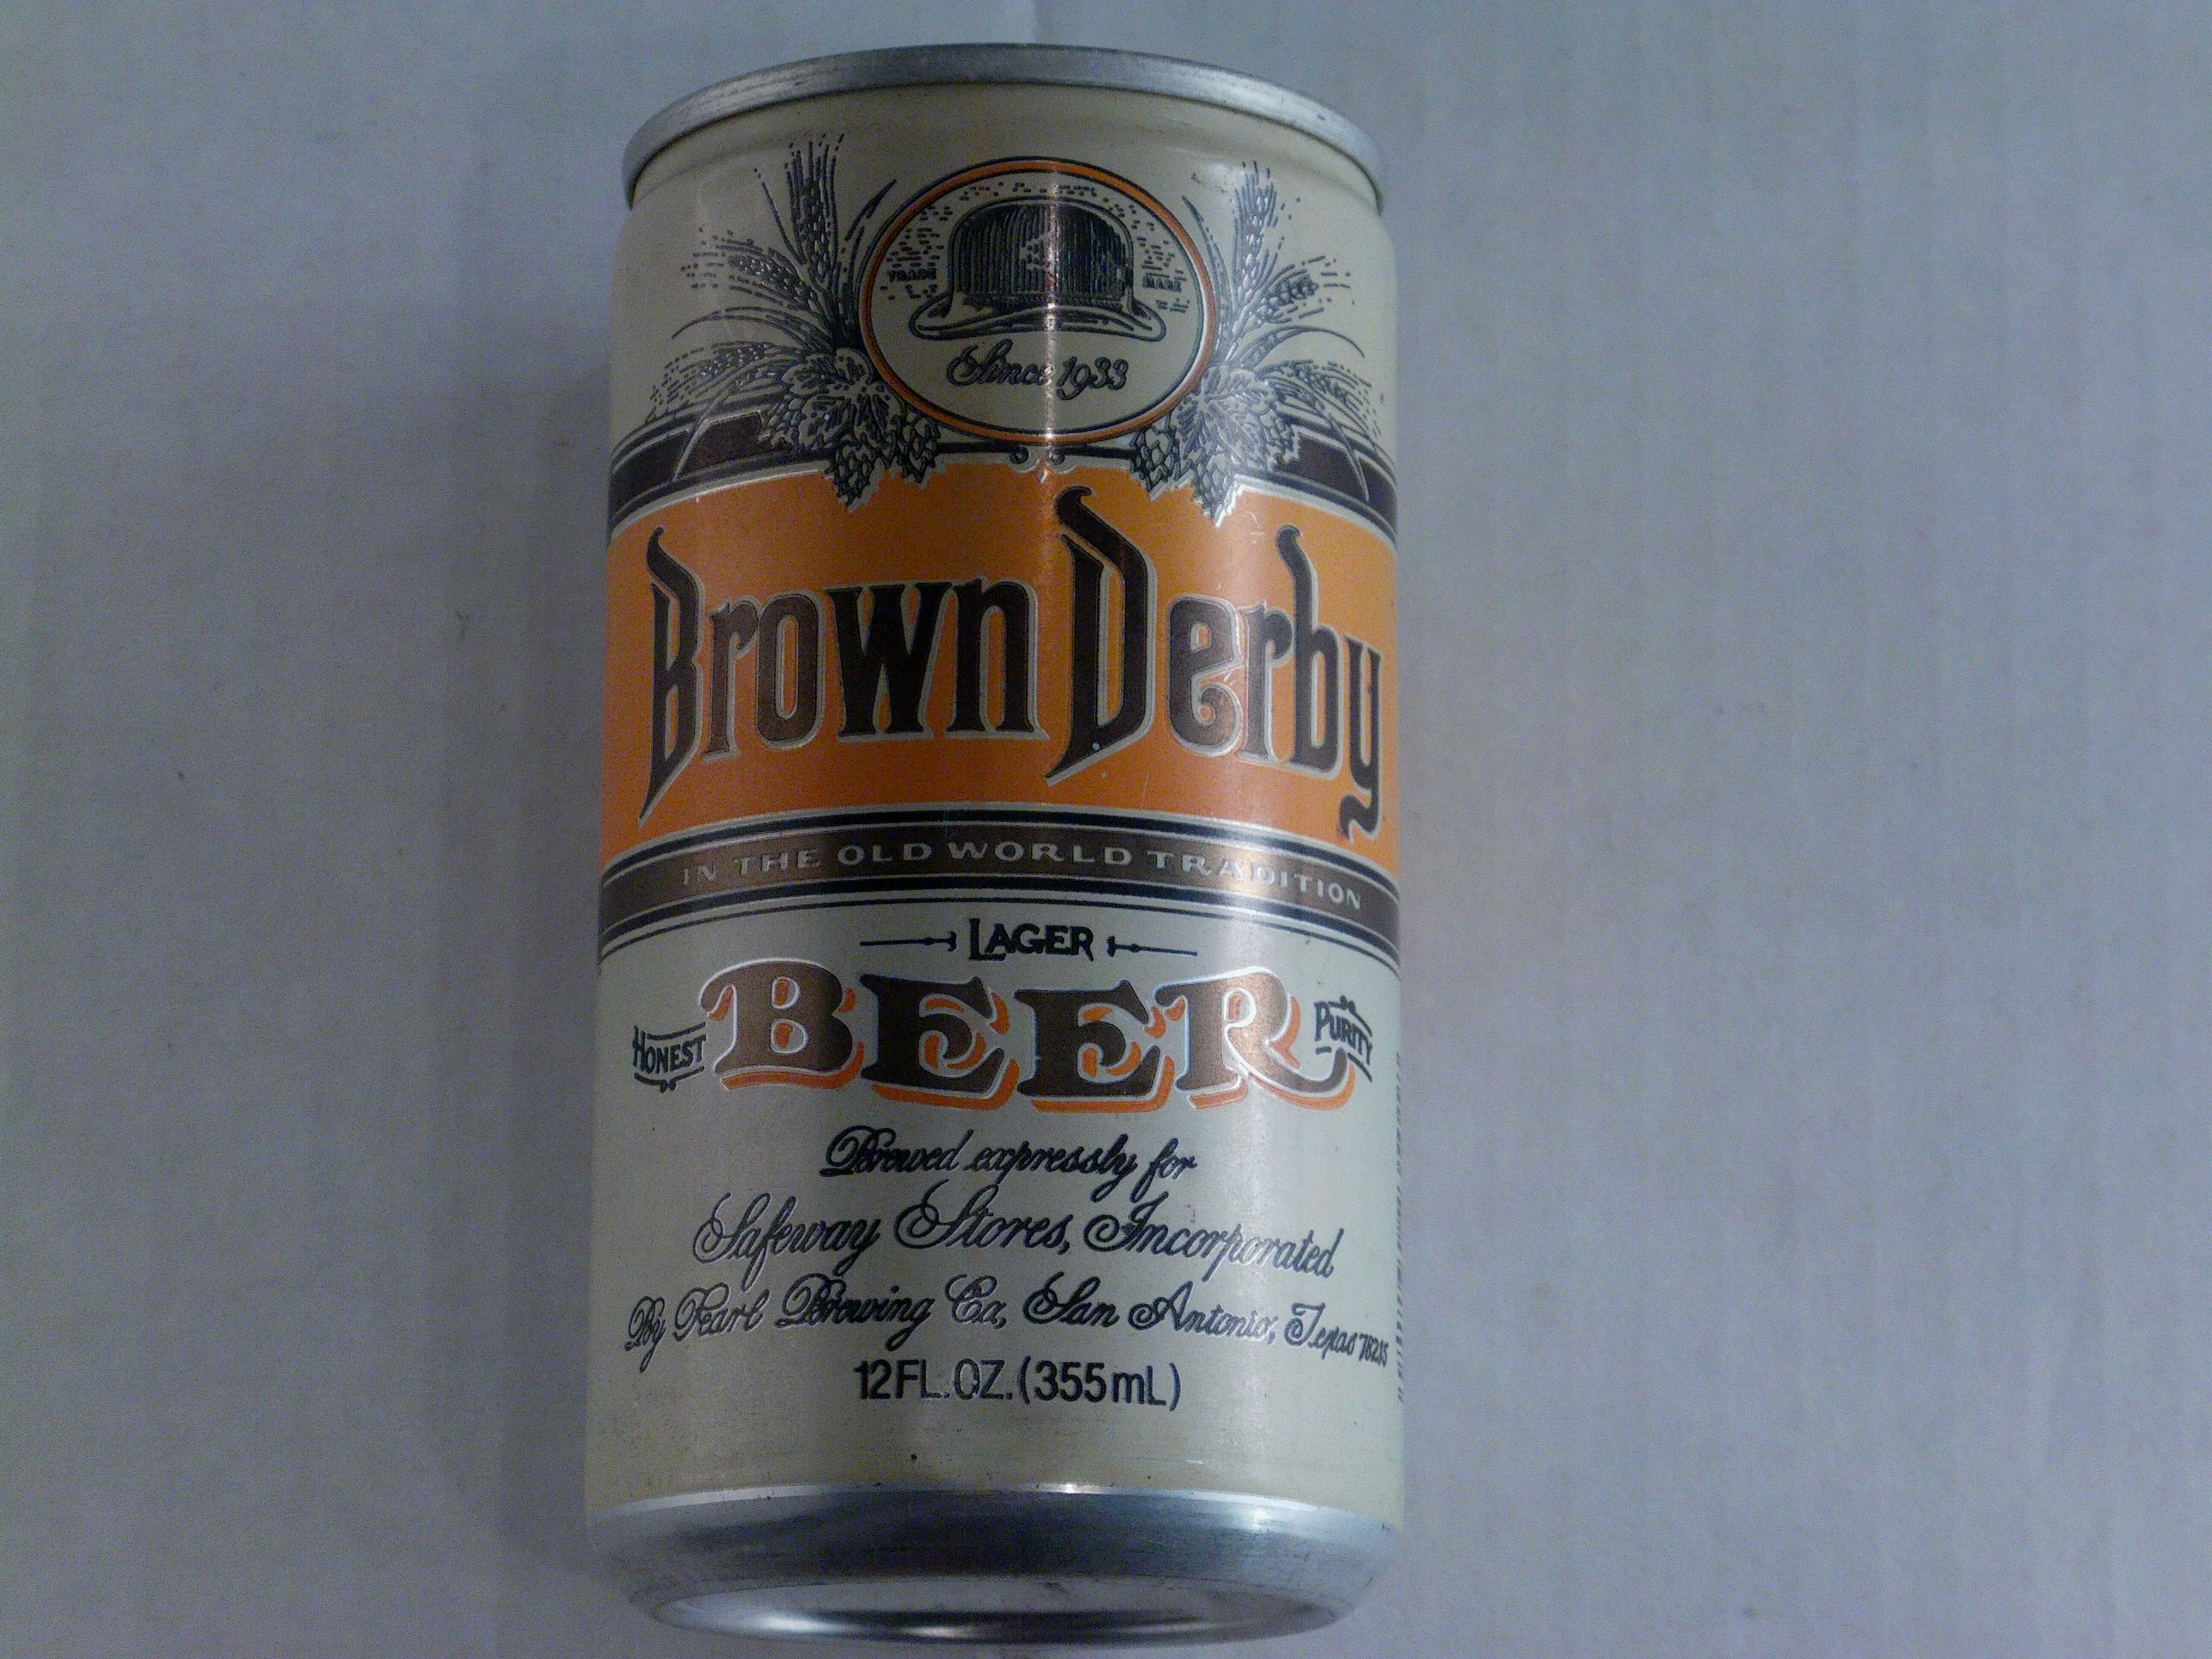 TRADE MARK
Since 1933
Brown Derby
IN THE OLD WORLD TRADITION
LAGER
HONEST BEER PURITY
Brewed expressly for
Safeway Stores, Incorporated
By Pearl Brewing Co., San Antonio, Texas 78215
12 FL. OZ. (355 mL)